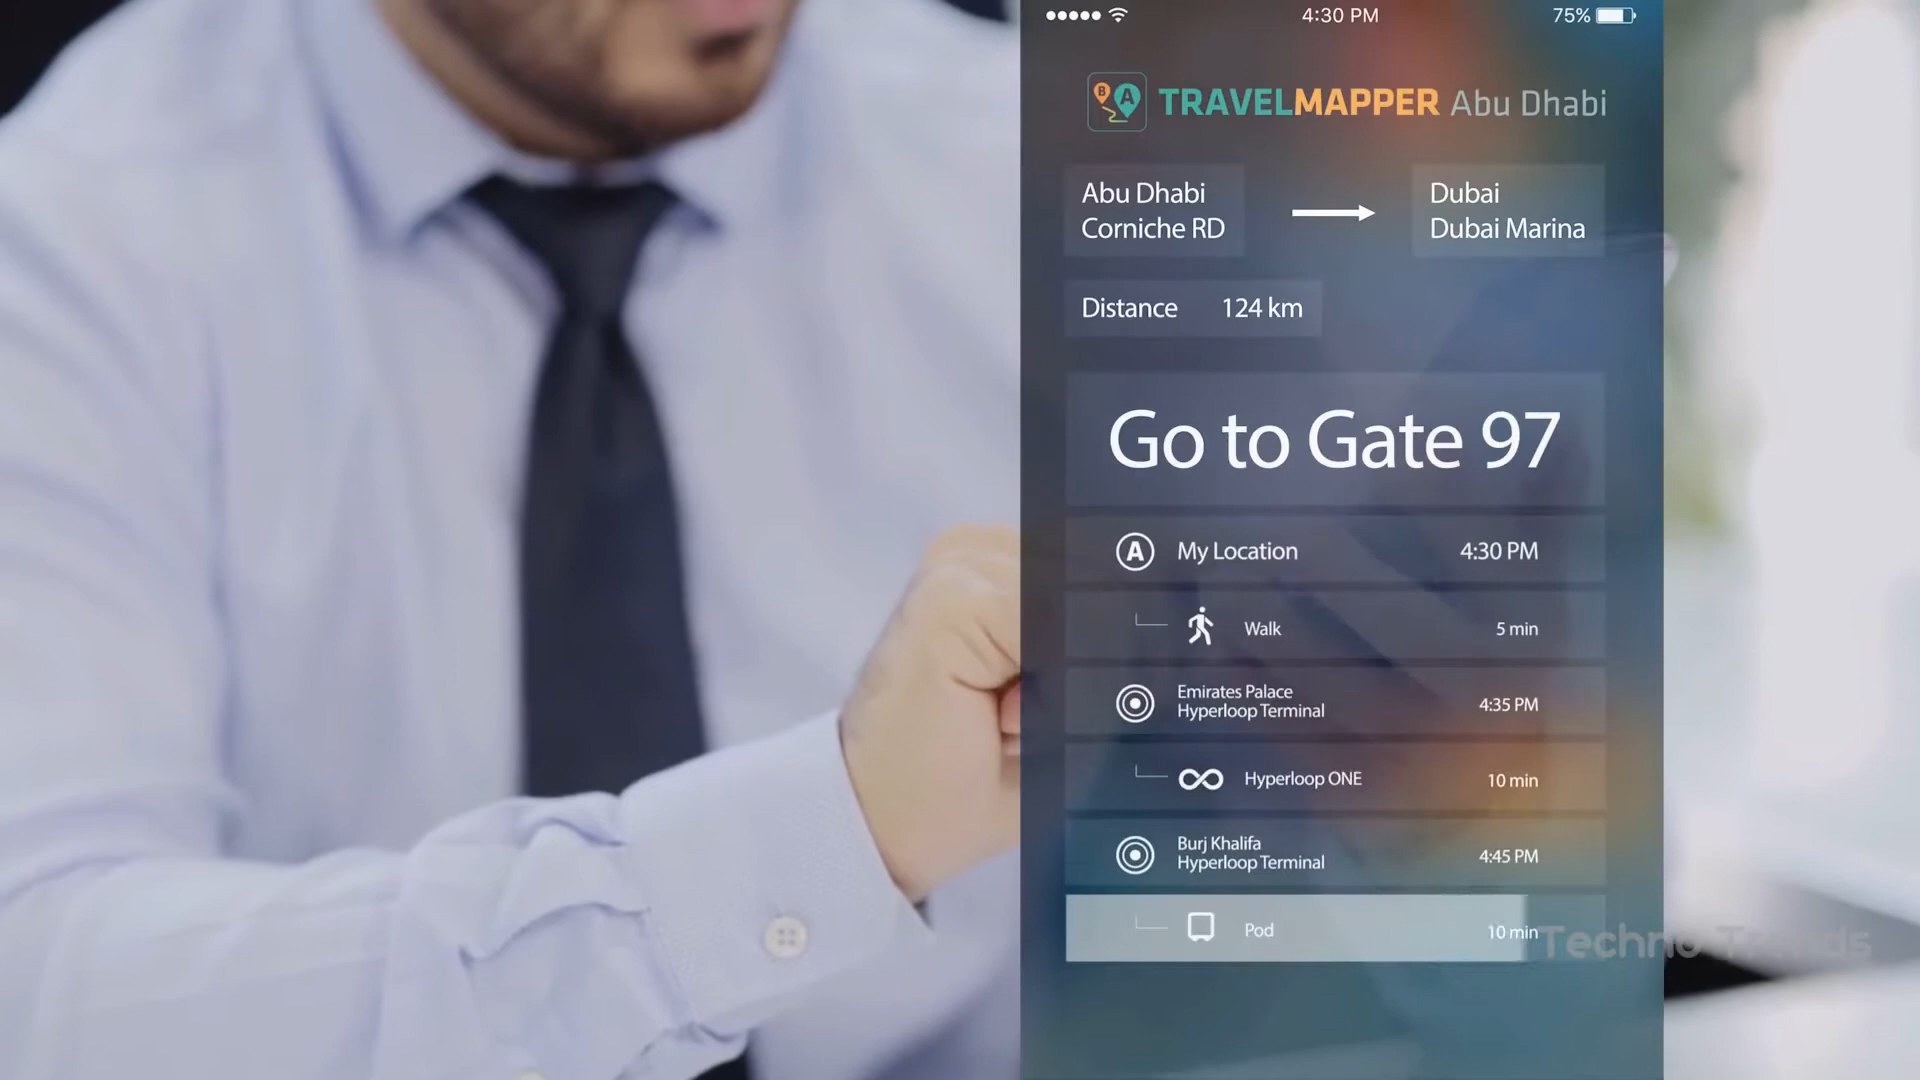 4:30 PM
75%
B A
TRAVELMAPPER Abu Dhabi
Abu Dhabi
Corniche RD
Dubai
Dubai Marina
Distance 124 km
Go to Gate 97
A My Location 4:30 PM
Walk 5 min
Emirates Palace
Hyperloop Terminal
4:35 PM
Hyperloop ONE 10 min
Burj Khalifa
Hyperloop Terminal
4:45 PM
Pod 10 min
Techno Trends